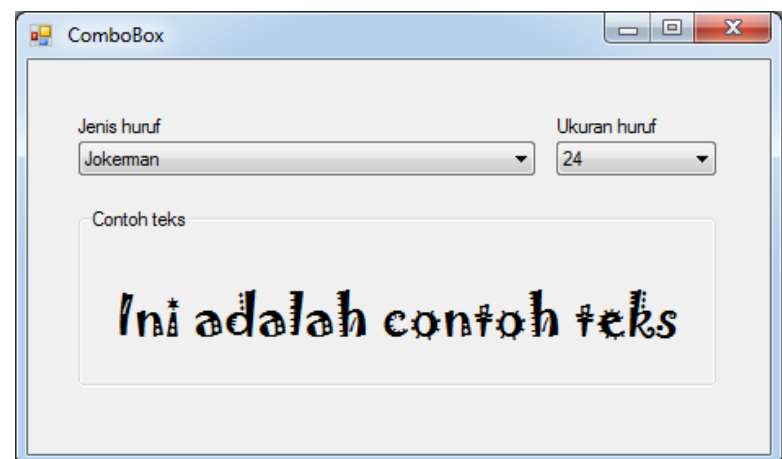 ComboBox
Jenis huruf
Ukuran huruf
Jokerman
24
Contoh teks
Ini adalah contoh teks